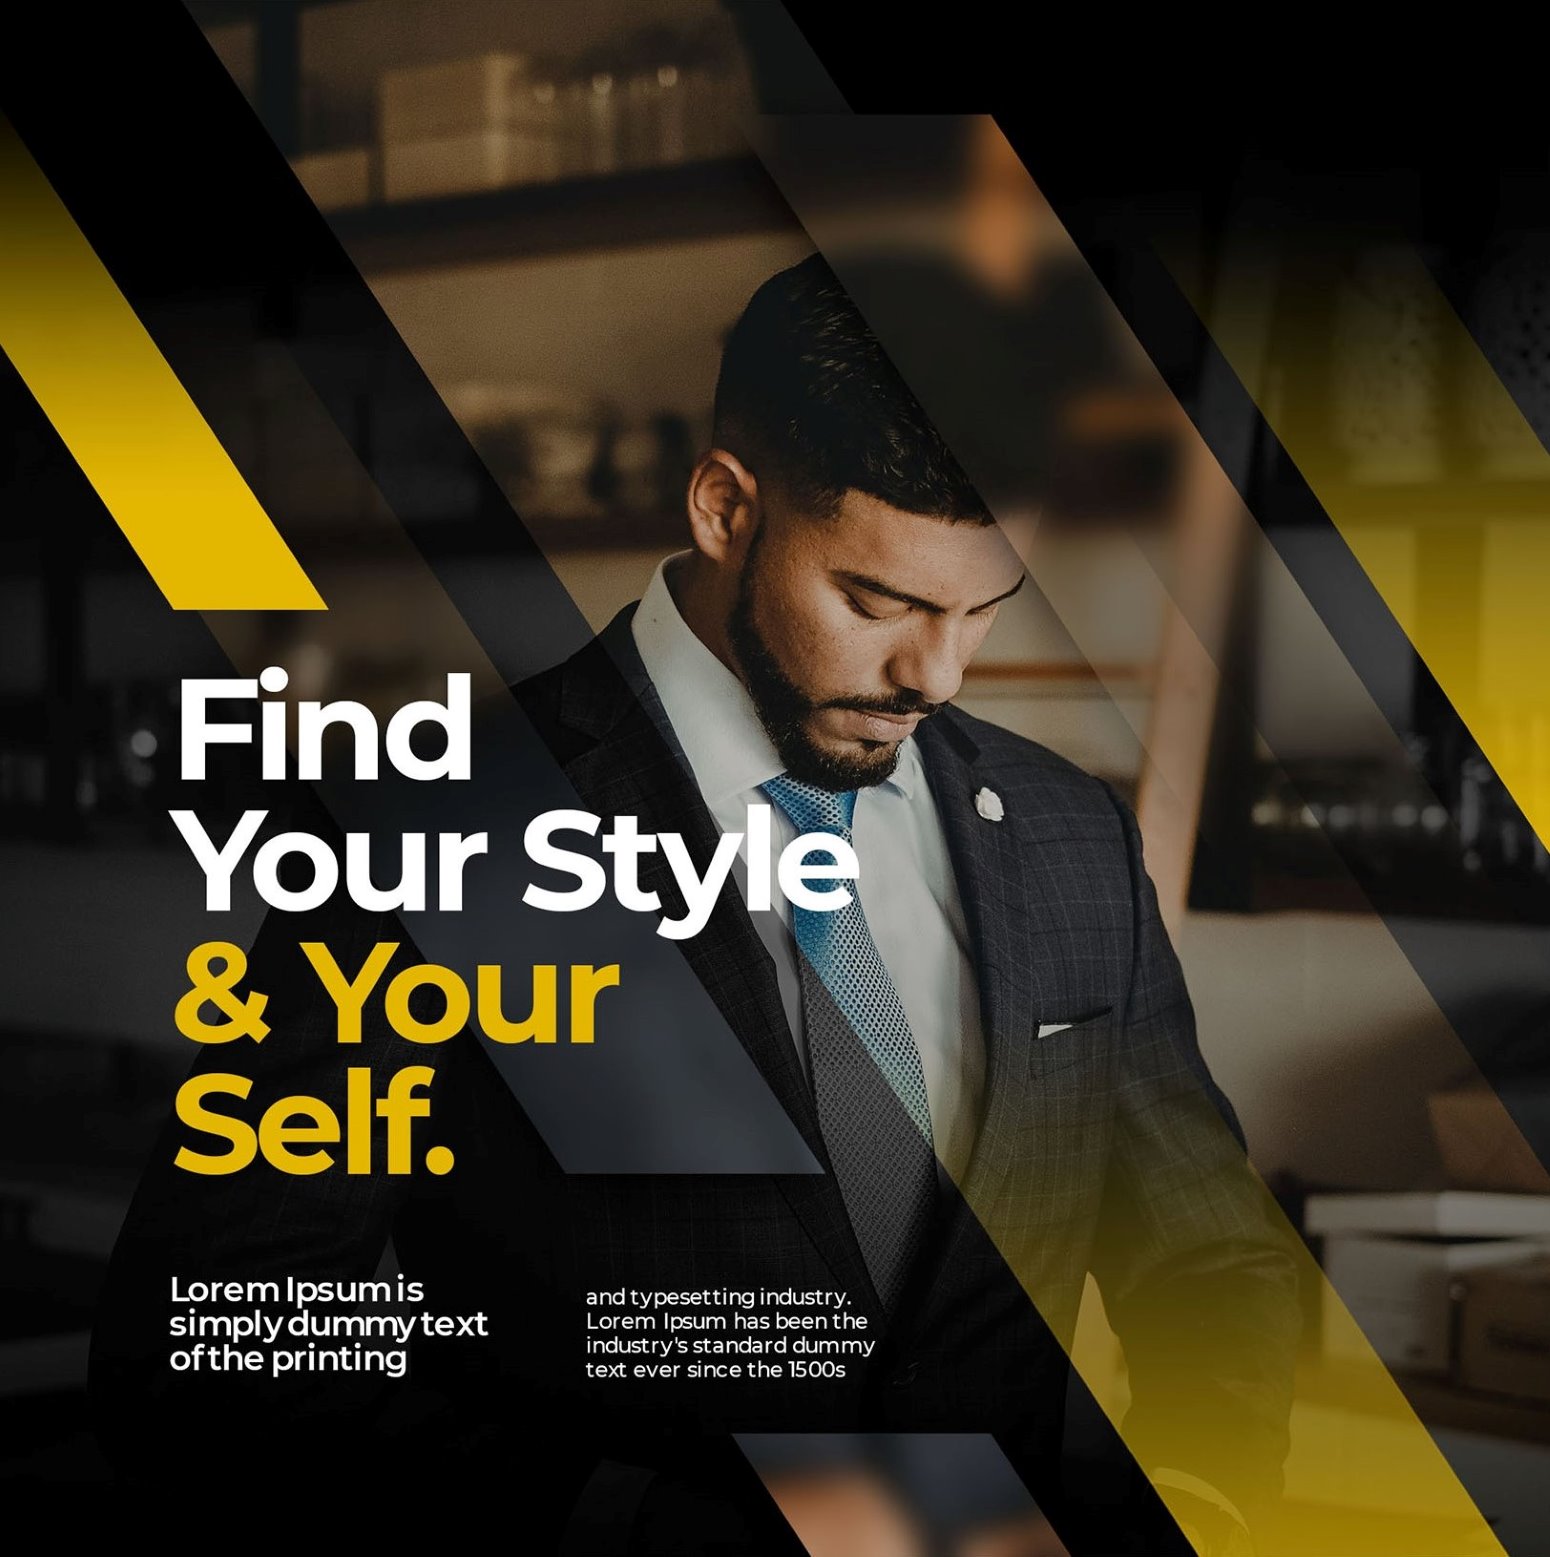 Find
Your Style
& Your
Self.
Lorem Ipsum is
simply dummy text
of the printing
and typesetting industry.
Lorem Ipsum has been the
industry's standard dummy
text ever since the 1500s